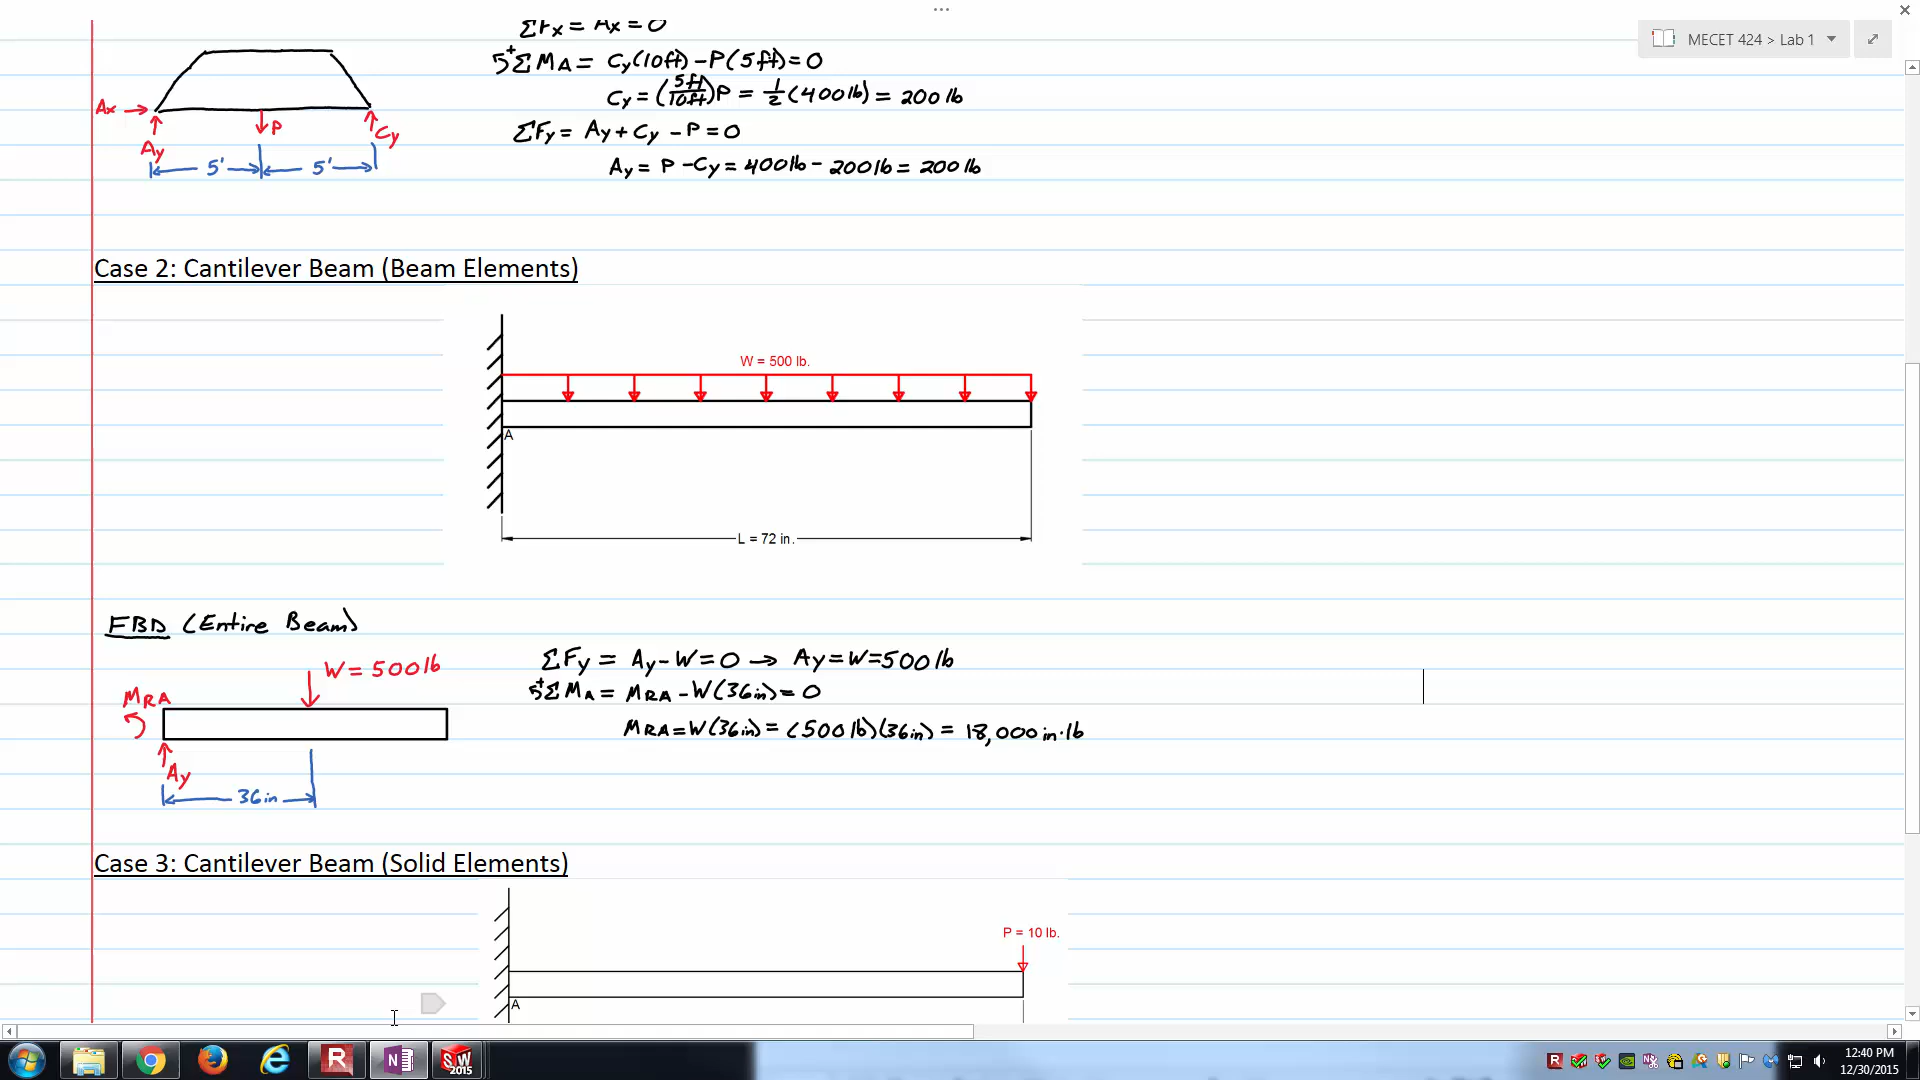 ...
MECET 424 > Lab 1
ΣFx = Ax = 0
+ΣMA = Cy(10ft) - P(5ft) = 0
Cy = (5ft/10ft)P = 1/2(400lb) = 200 lb
ΣFy = Ay + Cy - P = 0
Ay = P - Cy = 400lb - 200lb = 200 lb
Ax
Ay
P
Cy
5'
5'
Case 2: Cantilever Beam (Beam Elements)
W = 500 lb.
A
L = 72 in.
FBD (Entire Beam)
W = 500lb
MRA
Ay
36in
ΣFy = Ay - W = 0 → Ay = W = 500 lb
+ΣMA = MRA - W(36in) = 0
MRA = W(36in) = (500 lb)(36in) = 18,000 in·lb
Case 3: Cantilever Beam (Solid Elements)
P = 10 lb.
A
R
N
SW
2015
12:40 PM
12/30/2015